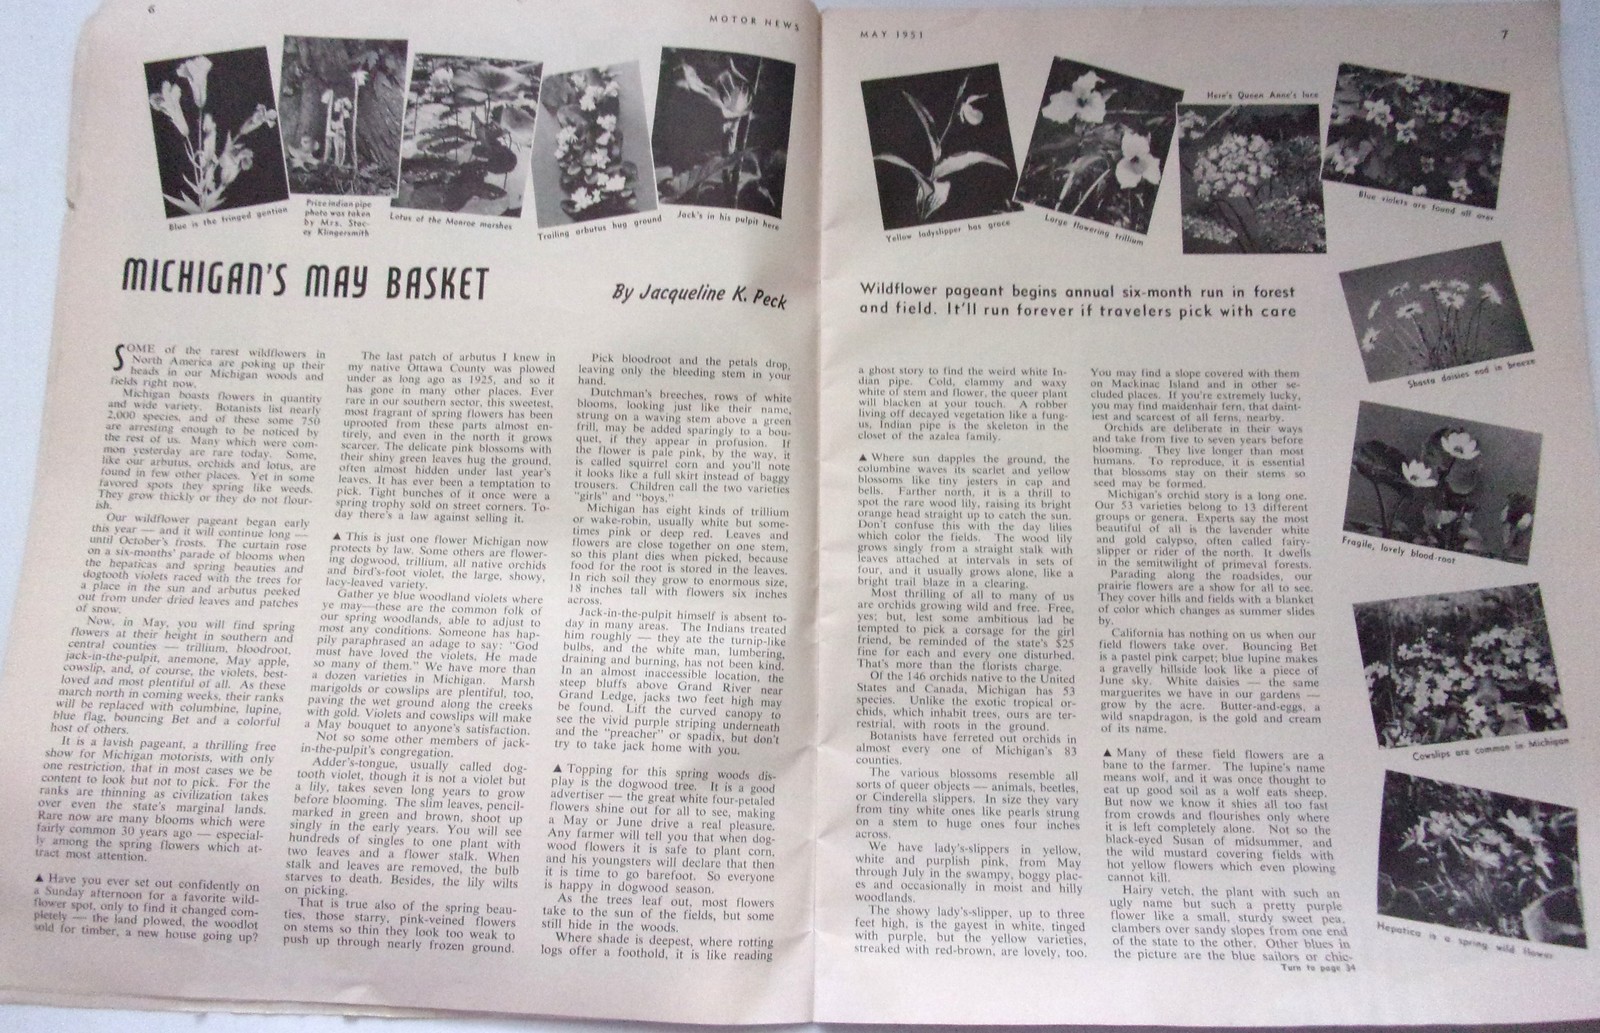 6
MOTOR NEWS
Blue is the fringed gentian
Prize indian pipe
photo was taken
by Mrs. Stac-
ey Klingersmith
Lotus of the Monroe marshes
Trailing arbutus hug ground
Jack's in his pulpit here
MICHIGAN'S MAY BASKET
By Jacqueline K. Peck
SOME of the rarest wildflowers in
North America are poking up their
heads in our Michigan woods and
fields right now.
Michigan boasts flowers in quantity
and wide variety. Botanists list nearly
2,000 species, and of these some 750
are arresting enough to be noticed by
the rest of us. Many which were com-
mon yesterday are rare today. Some,
like our arbutus, orchids and lotus, are
found in few other places. Yet in some
favored spots they spring like weeds.
They grow thickly or they do not flour-
ish.
Our wildflower pageant began early
this year — and it will continue long —
until October's frosts. The curtain rose
on a six-months' parade of blooms when
the hepaticas and spring beauties and
dogtooth violets raced with the trees for
a place in the sun and arbutus peeked
out from under dried leaves and patches
of snow.
Now, in May, you will find spring
flowers at their height in southern and
central counties — trillium, bloodroot,
jack-in-the-pulpit, anemone, May apple,
cowslip, and, of course, the violets, best-
loved and most plentiful of all. As these
march north in coming weeks, their ranks
will be replaced with columbine, lupine,
blue flag, bouncing Bet and a colorful
host of others.
It is a lavish pageant, a thrilling free
show for Michigan motorists, with only
one restriction, that in most cases we be
content to look but not to pick. For the
ranks are thinning as civilization takes
over even the state's marginal lands.
Rare now are many blooms which were
fairly common 30 years ago — especial-
ly among the spring flowers which at-
tract most attention.
▲ Have you ever set out confidently on
a Sunday afternoon for a favorite wild-
flower spot, only to find it changed com-
pletely — the land plowed, the woodlot
sold for timber, a new house going up?
The last patch of arbutus I knew in
my native Ottawa County was plowed
under as long ago as 1925, and so it
has gone in many other places. Ever
rare in our southern sector, this sweetest,
most fragrant of spring flowers has been
uprooted from these parts almost en-
tirely, and even in the north it grows
scarcer. The delicate pink blossoms with
their shiny green leaves hug the ground,
often almost hidden under last year's
leaves. It has ever been a temptation to
pick. Tight bunches of it once were a
spring trophy sold on street corners. To-
day there's a law against selling it.
▲ This is just one flower Michigan now
protects by law. Some others are flower-
ing dogwood, trillium, all native orchids
and bird's-foot violet, the large, showy,
lacy-leaved variety.
Gather ye blue woodland violets where
ye may—these are the common folk of
our spring woodlands, able to adjust to
most any conditions. Someone has hap-
pily paraphrased an adage to say: "God
must have loved the violets, He made
so many of them." We have more than
a dozen varieties in Michigan. Marsh
marigolds or cowslips are plentiful, too,
paving the wet ground along the creeks
with gold. Violets and cowslips will make
a May bouquet to anyone's satisfaction.
Not so some other members of jack-
in-the-pulpit's congregation.
Adder's-tongue, usually called dog-
tooth violet, though it is not a violet but
a lily, takes seven long years to grow
before blooming. The slim leaves, pencil-
marked in green and brown, shoot up
singly in the early years. You will see
hundreds of singles to one plant with
two leaves and a flower stalk. When
stalk and leaves are removed, the bulb
starves to death. Besides, the lily wilts
on picking.
That is true also of the spring beau-
ties, those starry, pink-veined flowers
on stems so thin they look too weak to
push up through nearly frozen ground.
Pick bloodroot and the petals drop,
leaving only the bleeding stem in your
hand.
Dutchman's breeches, rows of white
blooms, looking just like their name,
strung on a waving stem above a green
frill, may be added sparingly to a bou-
quet, if they appear in profusion. If
the flower is pale pink, by the way, it
is called squirrel corn and you'll note
it looks like a full skirt instead of baggy
trousers. Children call the two varieties
"girls" and "boys."
Michigan has eight kinds of trillium
or wake-robin, usually white but some-
times pink or deep red. Leaves and
flowers are close together on one stem,
so this plant dies when picked, because
food for the root is stored in the leaves.
In rich soil they grow to enormous size,
18 inches tall with flowers six inches
across.
Jack-in-the-pulpit himself is absent to-
day in many areas. The Indians treated
him roughly — they ate the turnip-like
bulbs, and the white man, lumbering,
draining and burning, has not been kind.
In an almost inaccessible location, the
steep bluffs above Grand River near
Grand Ledge, jacks two feet high may
be found. Lift the curved canopy to
see the vivid purple striping underneath
and the "preacher" or spadix, but don't
try to take jack home with you.
▲ Topping for this spring woods dis-
play is the dogwood tree. It is a good
advertiser — the great white four-petaled
flowers shine out for all to see, making
a May or June drive a real pleasure.
Any farmer will tell you that when dog-
wood flowers it is safe to plant corn,
and his youngsters will declare that then
it is time to go barefoot. So everyone
is happy in dogwood season.
As the trees leaf out, most flowers
take to the sun of the fields, but some
still hide in the woods.
Where shade is deepest, where rotting
logs offer a foothold, it is like reading
MAY 1951
7
Yellow ladyslipper has grace
Large flowering trillium
Here's Queen Anne's lace
Blue violets are found all over
Wildflower pageant begins annual six-month run in forest
and field. It'll run forever if travelers pick with care
a ghost story to find the weird white In-
dian pipe. Cold, clammy and waxy
white of stem and flower, the queer plant
will blacken at your touch. A robber
living off decayed vegetation like a fung-
us, Indian pipe is the skeleton in the
closet of the azalea family.
▲ Where sun dapples the ground, the
columbine waves its scarlet and yellow
blossoms like tiny jesters in cap and
bells. Farther north, it is a thrill to
spot the rare wood lily, raising its bright
orange head straight up to catch the sun.
Don't confuse this with the day lilies
which color the fields. The wood lily
grows singly from a straight stalk with
leaves attached at intervals in sets of
four, and it usually grows alone, like a
bright trail blaze in a clearing.
Most thrilling of all to many of us
are orchids growing wild and free. Free,
yes; but, lest some ambitious lad be
tempted to pick a corsage for the girl
friend, be reminded of the state's $25
fine for each and every one disturbed.
That's more than the florists charge.
Of the 146 orchids native to the United
States and Canada, Michigan has 53
species. Unlike the exotic tropical or-
chids, which inhabit trees, ours are ter-
restrial, with roots in the ground.
Botanists have ferreted out orchids in
almost every one of Michigan's 83
counties.
The various blossoms resemble all
sorts of queer objects — animals, beetles,
or Cinderella slippers. In size they vary
from tiny white ones like pearls strung
on a stem to huge ones four inches
across.
We have lady's-slippers in yellow,
white and purplish pink, from May
through July in the swampy, boggy plac-
es and occasionally in moist and hilly
woodlands.
The showy lady's-slipper, up to three
feet high, is the gayest in white, tinged
with purple, but the yellow varieties,
streaked with red-brown, are lovely, too.
You may find a slope covered with them
on Mackinac Island and in other se-
cluded places. If you're extremely lucky,
you may find maidenhair fern, that daint-
iest and scarcest of all ferns, nearby.
Orchids are deliberate in their ways
and take from five to seven years before
blooming. They live longer than most
humans. To reproduce, it is essential
that blossoms stay on their stems so
seed may be formed.
Michigan's orchid story is a long one.
Our 53 varieties belong to 13 different
groups or genera. Experts say the most
beautiful of all is the lavender white
and gold calypso, often called fairy-
slipper or rider of the north. It dwells
in the semitwilight of primeval forests.
Parading along the roadsides, our
prairie flowers are a show for all to see.
They cover hills and fields with a blanket
of color which changes as summer slides
by.
California has nothing on us when our
field flowers take over. Bouncing Bet
is a pastel pink carpet; blue lupine makes
a gravelly hillside look like a piece of
June sky. White daisies — the same
marguerites we have in our gardens —
grow by the acre. Butter-and-eggs, a
wild snapdragon, is the gold and cream
of its name.
▲ Many of these field flowers are a
bane to the farmer. The lupine's name
means wolf, and it was once thought to
eat up good soil as a wolf eats sheep.
But now we know it shies all too fast
from crowds and flourishes only where
it is left completely alone. Not so the
black-eyed Susan of midsummer, and
the wild mustard covering fields with
hot yellow flowers which even plowing
cannot kill.
Hairy vetch, the plant with such an
ugly name but such a pretty purple
flower like a small, sturdy sweet pea,
clambers over sandy slopes from one end
of the state to the other. Other blues in
the picture are the blue sailors or chic-
Turn to page 34
Shasta daisies nod in breeze
Fragile, lovely blood-root
Cowslips are common in Michigan
Hepatica is a spring wild flower